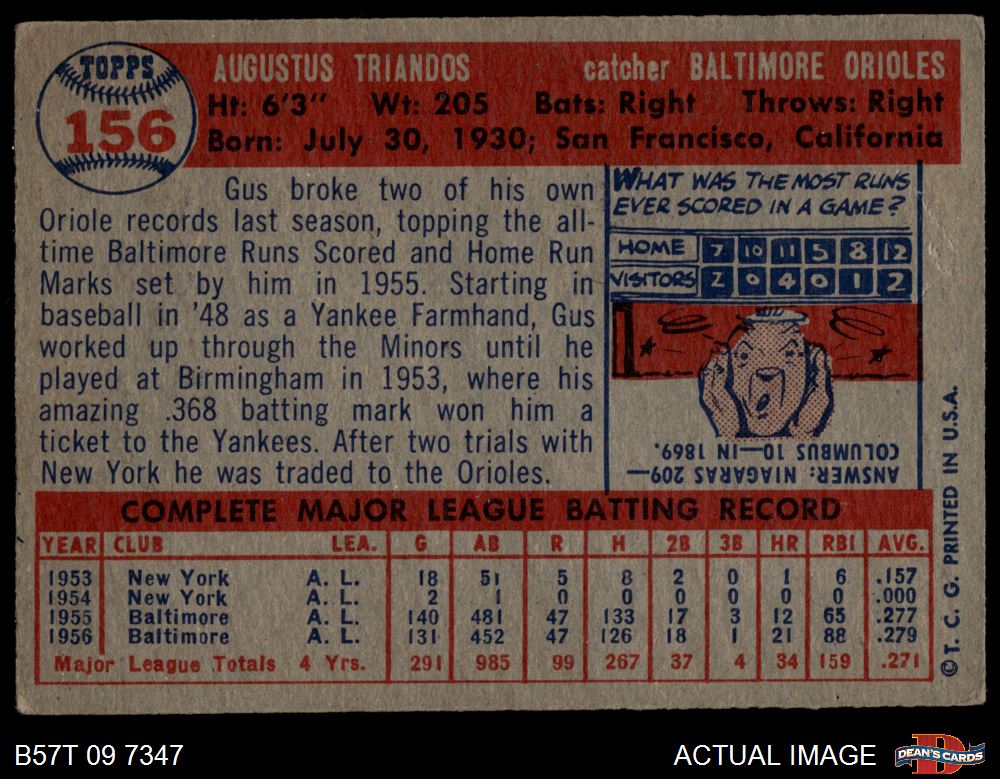 TOPPS
156
AUGUSTUS TRIANDOS catcher BALTIMORE ORIOLES
Ht: 6'3" Wt: 205 Bats: Right Throws: Right
Born: July 30, 1930; San Francisco, California
Gus broke two of his own
Oriole records last season, topping the all-
time Baltimore Runs Scored and Home Run
Marks set by him in 1955. Starting in
baseball in '48 as a Yankee Farmhand, Gus
worked up through the Minors until he
played at Birmingham in 1953, where his
amazing .368 batting mark won him a
ticket to the Yankees. After two trials with
New York he was traded to the Orioles.
WHAT WAS THE MOST RUNS
EVER SCORED IN A GAME?
HOME 7 10 11 5 8 12
VISITORS 2 0 4 0 1 2
ANSWER: NIAGARAS 209—
COLUMBUS 10—IN 1869.
COMPLETE MAJOR LEAGUE BATTING RECORD
YEAR CLUB LEA. G AB R H 2B 3B HR RBI AVG.
1953 New York A. L. 18 51 5 8 2 0 1 6 .157
1954 New York A. L. 2 1 0 0 0 0 0 0 .000
1955 Baltimore A. L. 140 481 47 133 17 3 12 65 .277
1956 Baltimore A. L. 131 452 47 126 18 1 21 88 .279
Major League Totals 4 Yrs. 291 985 99 267 37 4 34 159 .271
©T. C. G. PRINTED IN U.S.A.
B57T 09 7347
ACTUAL IMAGE
DEAN'S CARDS